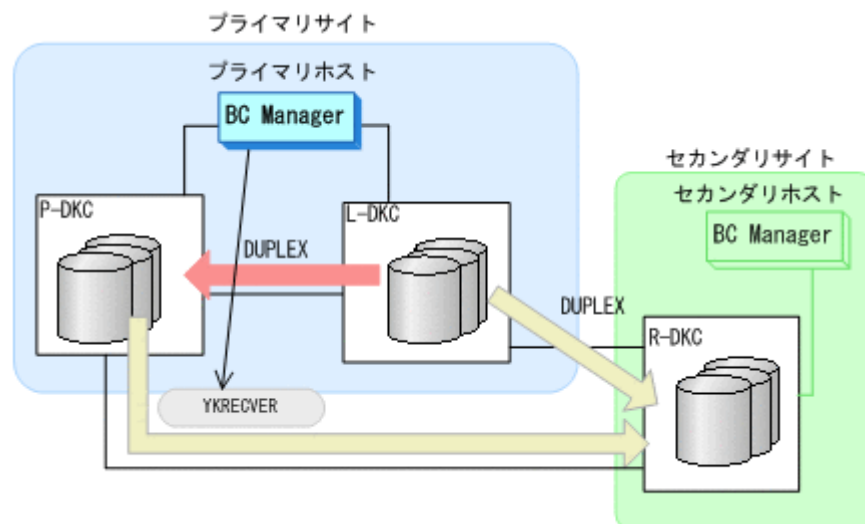 プライマリサイト
プライマリホスト
BC Manager
セカンダリサイト
セカンダリホスト
BC Manager
P-DKC
L-DKC
DUPLEX
DUPLEX
R-DKC
YKRECVER